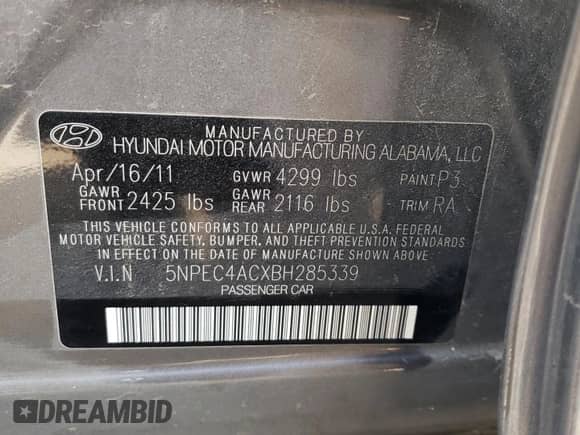 MANUFACTURED BY
HYUNDAI MOTOR MANUFACTURING ALABAMA, LLC
Apr/16/11 GVWR 4299 lbs PAINT P3
GAWR FRONT 2425 lbs GAWR REAR 2116 lbs TRIM RA
THIS VEHICLE CONFORMS TO ALL APPLICABLE U.S.A. FEDERAL
MOTOR VEHICLE SAFETY, BUMPER, AND THEFT PREVENTION STANDARDS
IN EFFECT ON THE DATE OF MANUFACTURE SHOWN ABOVE
V.I.N 5NPEC4ACXBH285339
PASSENGER CAR
DREAMBID